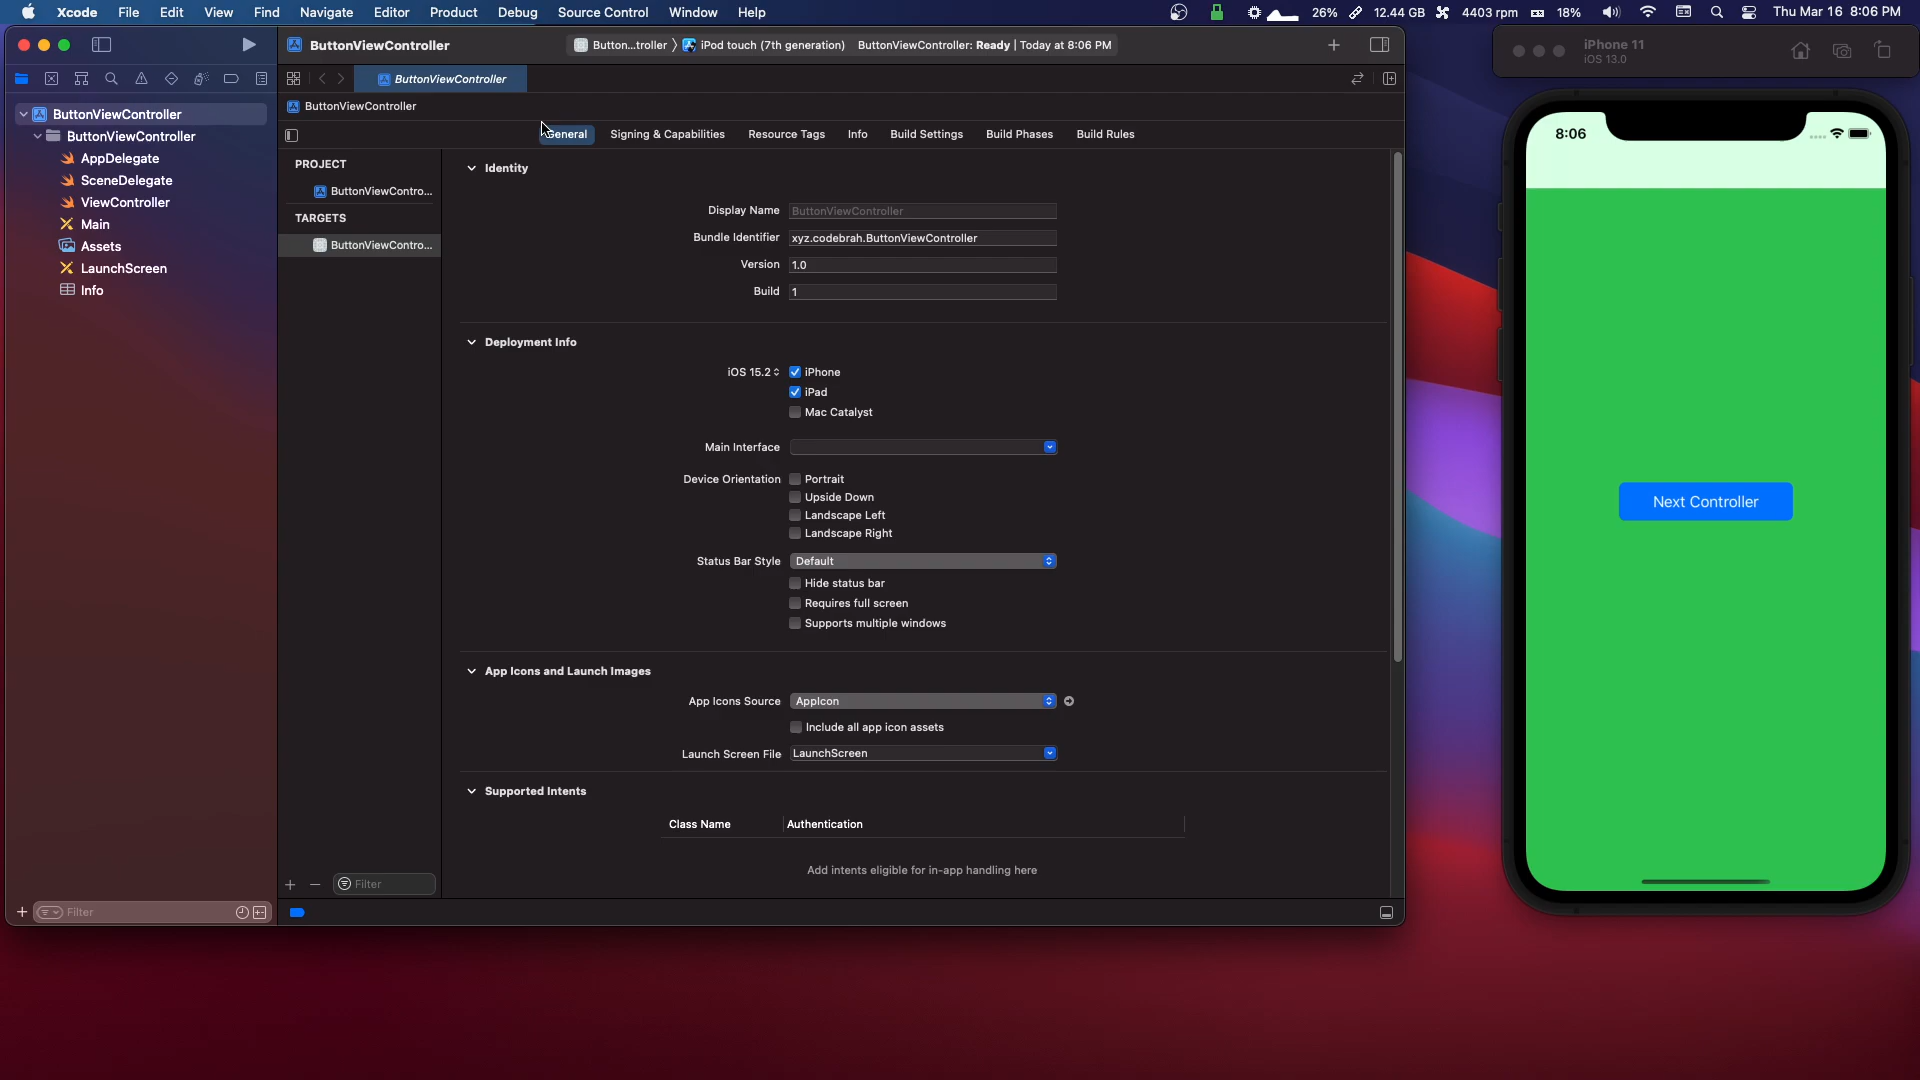 Xcode File Edit View Find Navigate Editor Product Debug Source Control Window Help 26% 12.44 GB 4403 rpm 18% Thu Mar 16 8:06 PM
ButtonViewController Button...troller iPod touch (7th generation) ButtonViewController: Ready | Today at 8:06 PM
ButtonViewController
ButtonViewController
General Signing & Capabilities Resource Tags Info Build Settings Build Phases Build Rules
ButtonViewController
ButtonViewController
AppDelegate
SceneDelegate
ViewController
Main
Assets
LaunchScreen
Info
Filter
PROJECT
ButtonViewContro...
TARGETS
ButtonViewContro...
Filter
Identity
Display Name ButtonViewController
Bundle Identifier xyz.codebrah.ButtonViewController
Version 1.0
Build 1
Deployment Info
iOS 15.2 iPhone
iPad
Mac Catalyst
Main Interface
Device Orientation Portrait
Upside Down
Landscape Left
Landscape Right
Status Bar Style Default
Hide status bar
Requires full screen
Supports multiple windows
App Icons and Launch Images
App Icons Source AppIcon
Include all app icon assets
Launch Screen File LaunchScreen
Supported Intents
Class Name Authentication
Add intents eligible for in-app handling here
iPhone 11
iOS 13.0
8:06
Next Controller